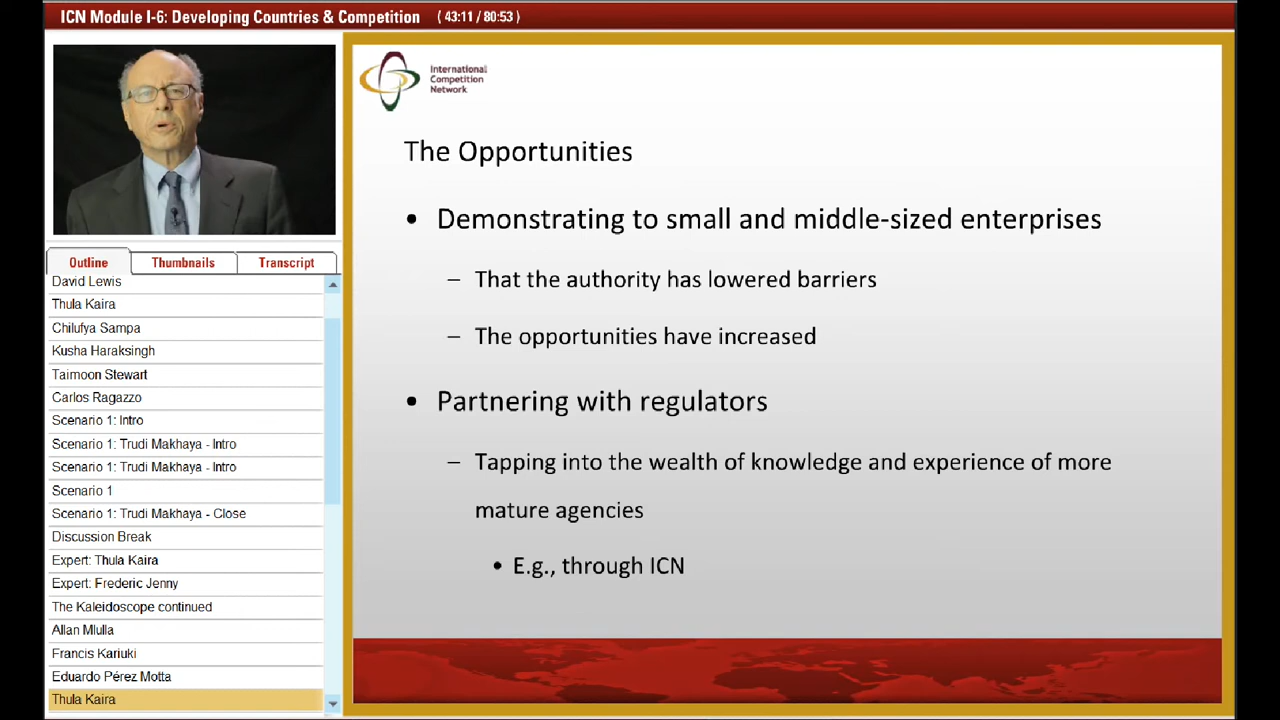 ICN Module I-6: Developing Countries & Competition ( 43:11 / 80:53 )
International
Competition
Network
The Opportunities
• Demonstrating to small and middle-sized enterprises
– That the authority has lowered barriers
– The opportunities have increased
• Partnering with regulators
– Tapping into the wealth of knowledge and experience of more
mature agencies
• E.g., through ICN
Outline
Thumbnails
Transcript
David Lewis
Thula Kaira
Chilufya Sampa
Kusha Haraksingh
Taimoon Stewart
Carlos Ragazzo
Scenario 1: Intro
Scenario 1: Trudi Makhaya - Intro
Scenario 1: Trudi Makhaya - Intro
Scenario 1
Scenario 1: Trudi Makhaya - Close
Discussion Break
Expert: Thula Kaira
Expert: Frederic Jenny
The Kaleidoscope continued
Allan Mlulla
Francis Kariuki
Eduardo Pérez Motta
Thula Kaira